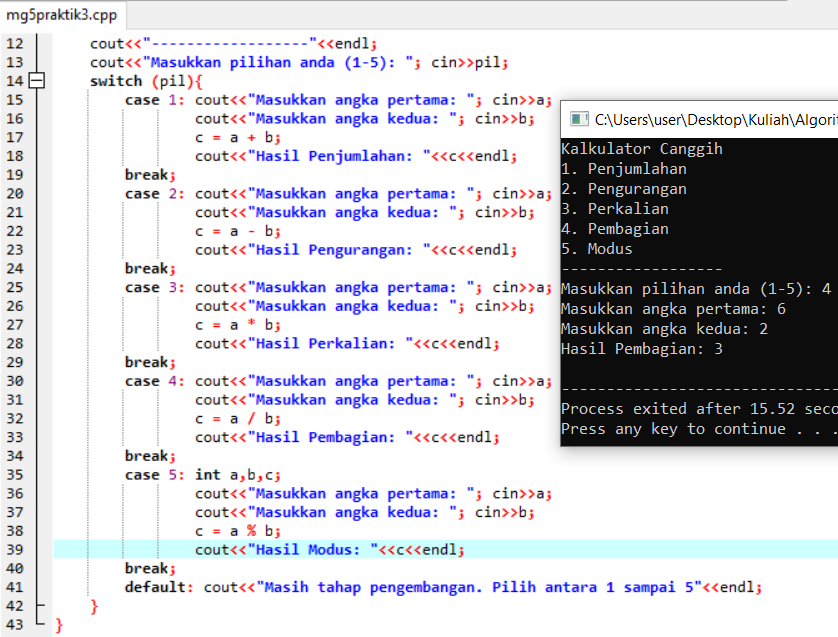 mg5praktik3.cpp
12 cout<<"------------------"<<endl;
13 cout<<"Masukkan pilihan anda (1-5): "; cin>>pil;
14 switch (pil){
15 case 1: cout<<"Masukkan angka pertama: "; cin>>a;
16 cout<<"Masukkan angka kedua: "; cin>>b;
17 c = a + b;
18 cout<<"Hasil Penjumlahan: "<<c<<endl;
19 break;
20 case 2: cout<<"Masukkan angka pertama: "; cin>>a;
21 cout<<"Masukkan angka kedua: "; cin>>b;
22 c = a - b;
23 cout<<"Hasil Pengurangan: "<<c<<endl;
24 break;
25 case 3: cout<<"Masukkan angka pertama: "; cin>>a;
26 cout<<"Masukkan angka kedua: "; cin>>b;
27 c = a * b;
28 cout<<"Hasil Perkalian: "<<c<<endl;
29 break;
30 case 4: cout<<"Masukkan angka pertama: "; cin>>a;
31 cout<<"Masukkan angka kedua: "; cin>>b;
32 c = a / b;
33 cout<<"Hasil Pembagian: "<<c<<endl;
34 break;
35 case 5: int a,b,c;
36 cout<<"Masukkan angka pertama: "; cin>>a;
37 cout<<"Masukkan angka kedua: "; cin>>b;
38 c = a % b;
39 cout<<"Hasil Modus: "<<c<<endl;
40 break;
41 default: cout<<"Masih tahap pengembangan. Pilih antara 1 sampai 5"<<endl;
42 }
43 }
C:\Users\user\Desktop\Kuliah\Algorit
Kalkulator Canggih
1. Penjumlahan
2. Pengurangan
3. Perkalian
4. Pembagian
5. Modus
------------------
Masukkan pilihan anda (1-5): 4
Masukkan angka pertama: 6
Masukkan angka kedua: 2
Hasil Pembagian: 3
--------------------------------
Process exited after 15.52 seco
Press any key to continue . . .